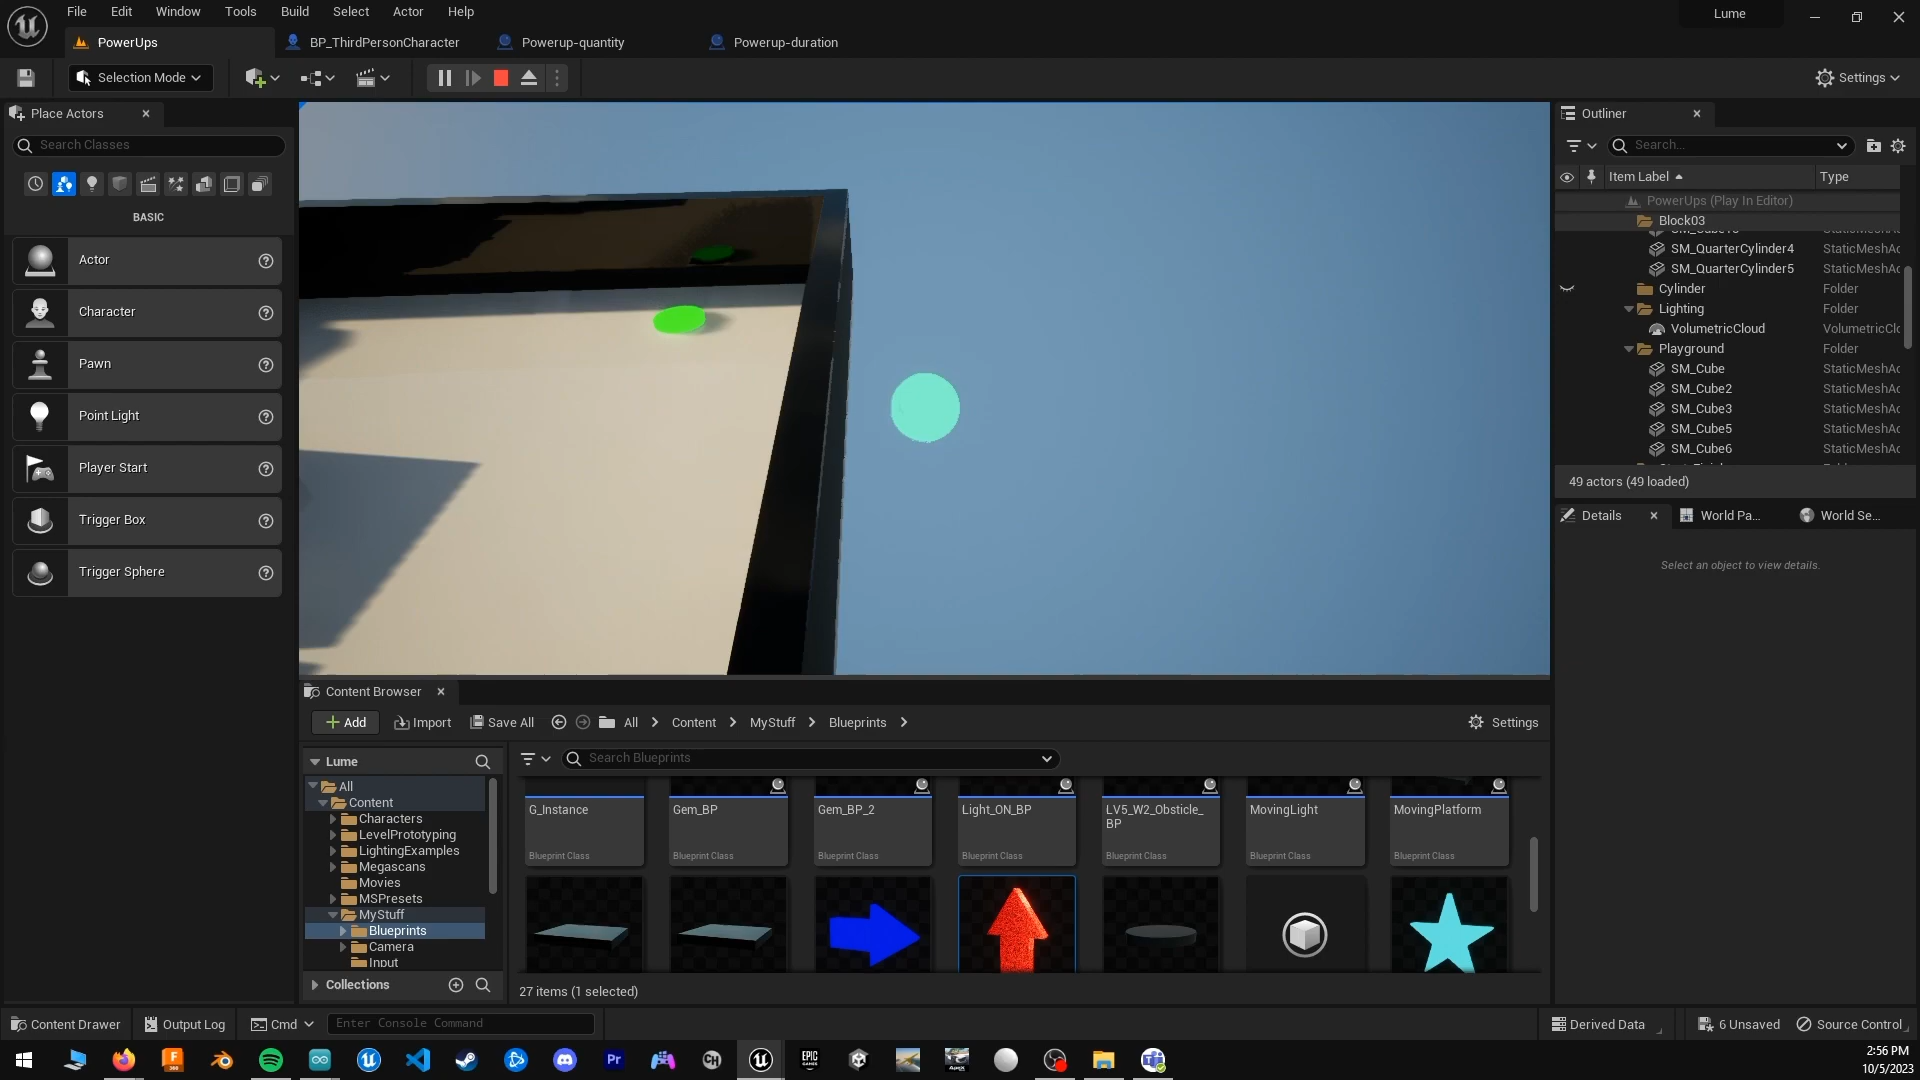 File Edit Window Tools Build Select Actor Help
Lume
PowerUps
BP_ThirdPersonCharacter
Powerup-quantity
Powerup-duration
Selection Mode
Settings
Place Actors
Search Classes
BASIC
Actor
Character
Pawn
Point Light
Player Start
Trigger Box
Trigger Sphere
Outliner
Search...
Item Label
Type
PowerUps (Play In Editor)
Block03
SM_QuarterCylinder4 StaticMeshAc
SM_QuarterCylinder5 StaticMeshAc
Cylinder Folder
Lighting Folder
VolumetricCloud VolumetricClo
Playground Folder
SM_Cube StaticMeshAc
SM_Cube2 StaticMeshAc
SM_Cube3 StaticMeshAc
SM_Cube5 StaticMeshAc
SM_Cube6 StaticMeshAc
49 actors (49 loaded)
Details
World Pa...
World Se...
Select an object to view details.
Content Browser
Add
Import
Save All
All
Content
MyStuff
Blueprints
Settings
Lume
Search Blueprints
All
Content
Characters
LevelPrototyping
LightingExamples
Megascans
Movies
MSPresets
MyStuff
Blueprints
Camera
Input
Collections
G_Instance
Blueprint Class
Gem_BP
Blueprint Class
Gem_BP_2
Blueprint Class
Light_ON_BP
Blueprint Class
LV5_W2_Obsticle_
BP
Blueprint Class
MovingLight
Blueprint Class
MovingPlatform
Blueprint Class
27 items (1 selected)
Content Drawer
Output Log
Cmd
Enter Console Command
Derived Data
6 Unsaved
Source Control
F
360
Pr
CH
EPIC
GAMES
2:56 PM
10/5/2023